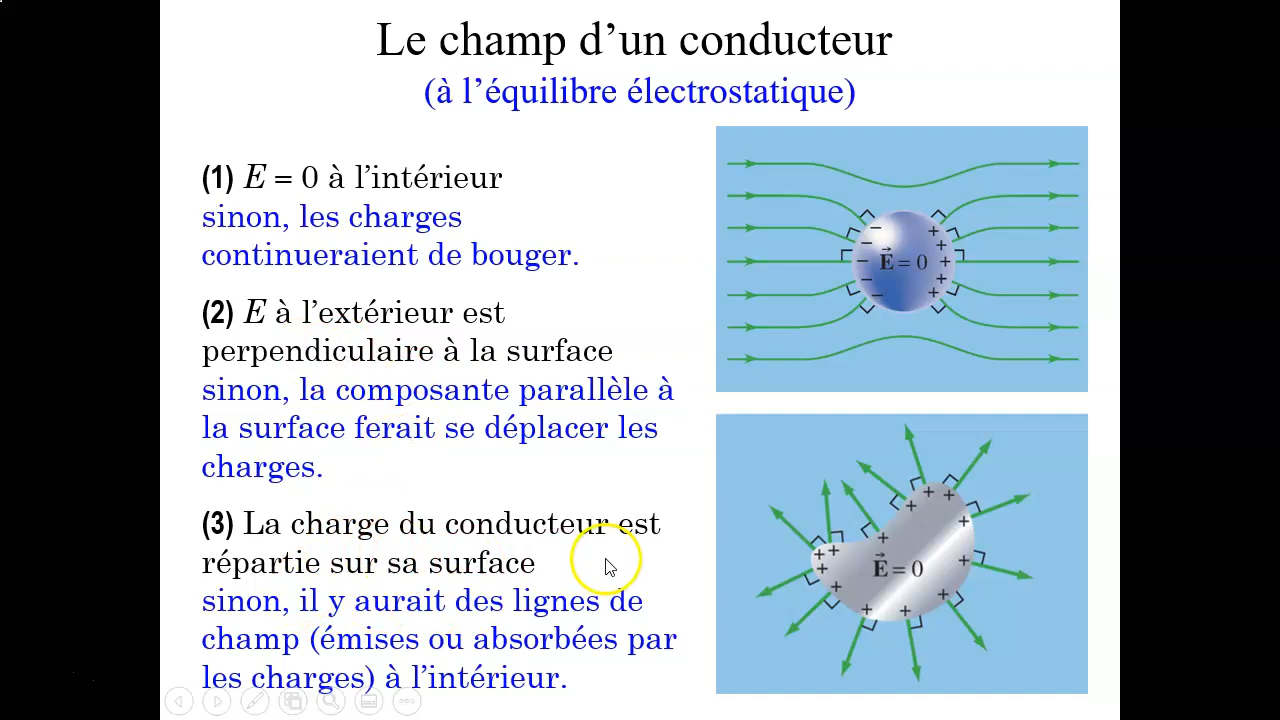 Le champ d’un conducteur
(à l’équilibre électrostatique)
(1) E = 0 à l’intérieur
sinon, les charges
continueraient de bouger.
(2) E à l’extérieur est
perpendiculaire à la surface
sinon, la composante parallèle à
la surface ferait se déplacer les
charges.
(3) La charge du conducteur est
répartie sur sa surface
sinon, il y aurait des lignes de
champ (émises ou absorbées par
les charges) à l’intérieur.
E⃗ = 0
E⃗ = 0